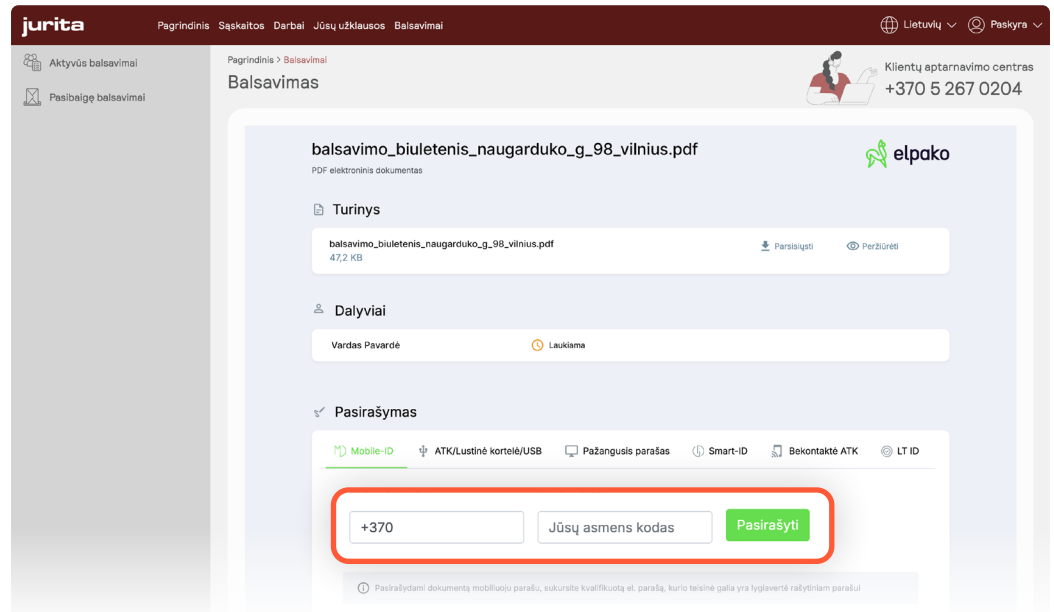 jurita
Pagrindinis Sąskaitos Darbai Jūsų užklausos Balsavimai
Lietuvių
Paskyra
Aktyvūs balsavimai
Pasibaigę balsavimai
Pagrindinis > Balsavimai
Balsavimas
Klientų aptarnavimo centras
+370 5 267 0204
balsavimo_biuletenis_naugarduko_g_98_vilnius.pdf
PDF elektroninis dokumentas
elpako
Turinys
balsavimo_biuletenis_naugarduko_g_98_vilnius.pdf
47,2 KB
Parsisiųsti
Peržiūrėti
Dalyviai
Vardas Pavardė
Laukiama
Pasirašymas
Mobile-ID
ATK/Lustinė kortelė/USB
Pažangusis parašas
Smart-ID
Bekontaktė ATK
LT ID
+370
Jūsų asmens kodas
Pasirašyti
Pasirašydami dokumentą mobiliuoju parašu, sukursite kvalifikuotą el. parašą, kurio teisinė galia yra lygiavertė rašytiniam parašui